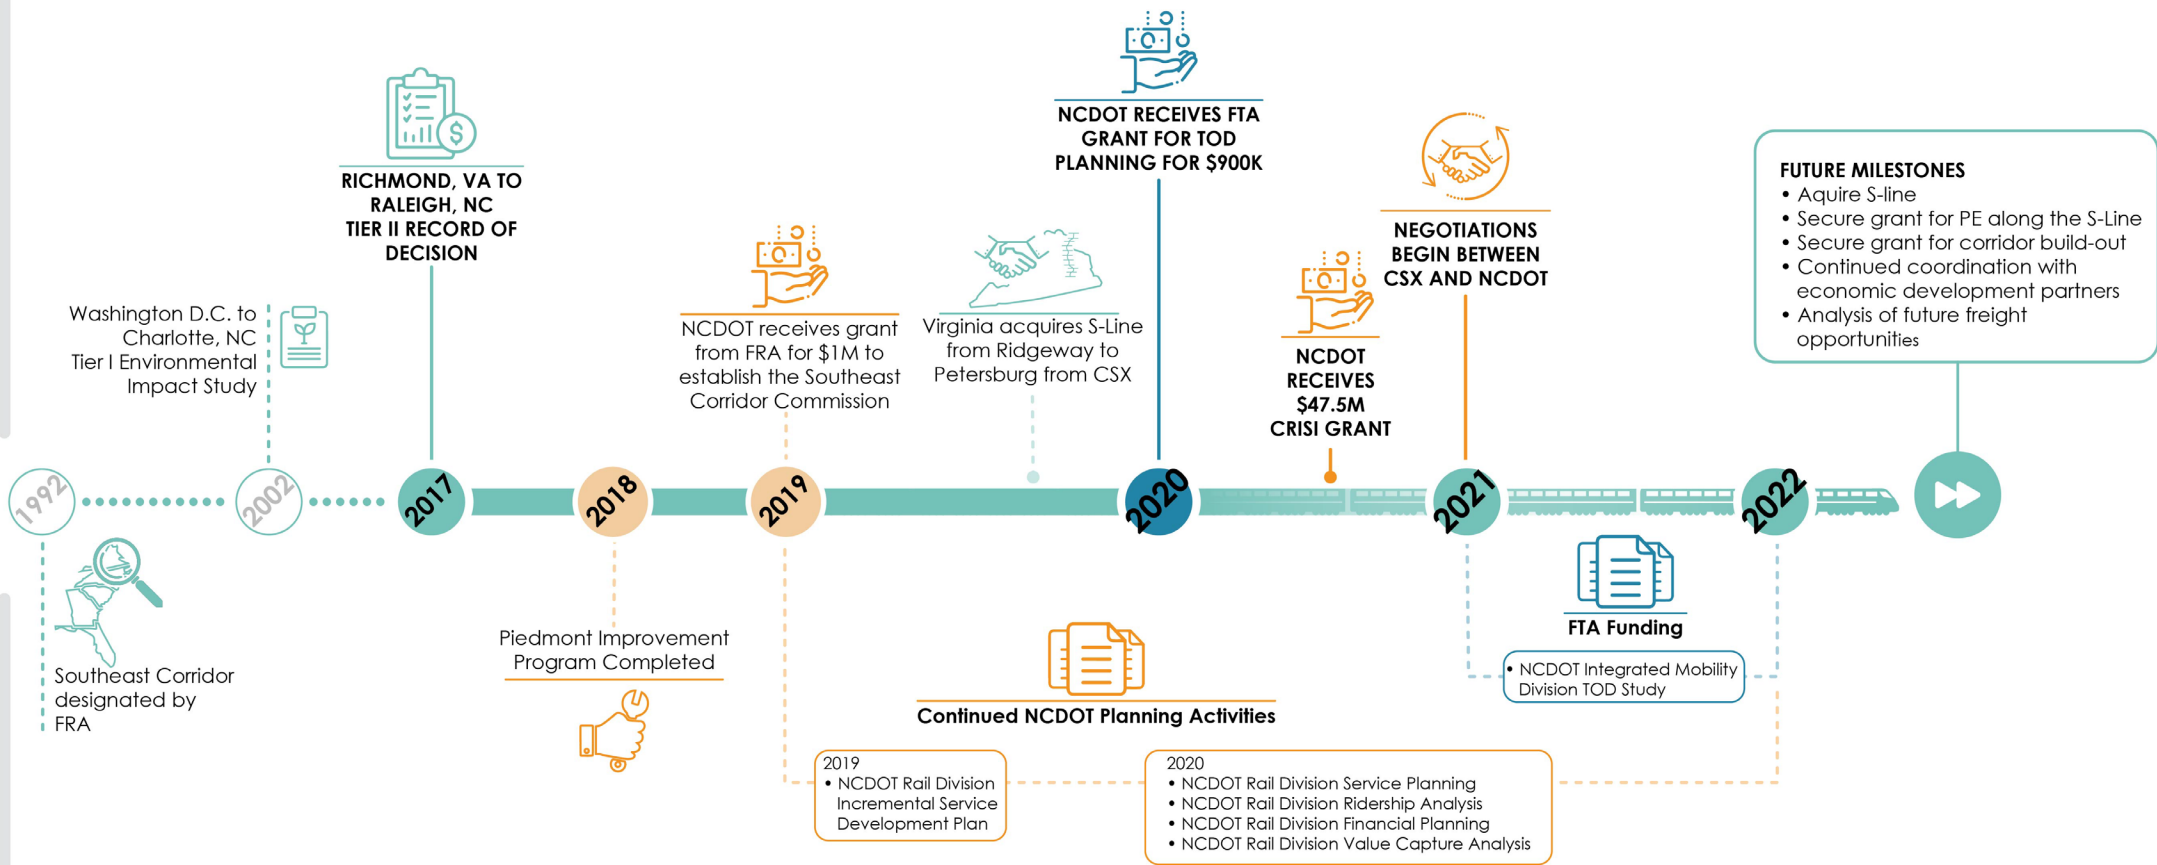 NCDOT RECEIVES FTA
GRANT FOR TOD
PLANNING FOR $900K
RICHMOND, VA TO
RALEIGH, NC
TIER II RECORD OF
DECISION
NEGOTIATIONS
BEGIN BETWEEN
CSX AND NCDOT
FUTURE MILESTONES
• Aquire S-line
• Secure grant for PE along the S-Line
• Secure grant for corridor build-out
• Continued coordination with
economic development partners
• Analysis of future freight
opportunities
Washington D.C. to
Charlotte, NC
Tier I Environmental
Impact Study
NCDOT receives grant
from FRA for $1M to
establish the Southeast
Corridor Commission
Virginia acquires S-Line
from Ridgeway to
Petersburg from CSX
NCDOT
RECEIVES
$47.5M
CRISI GRANT
1992
2002
2017
2018
2019
2020
2021
2022
Southeast Corridor
designated by
FRA
Piedmont Improvement
Program Completed
Continued NCDOT Planning Activities
2019
• NCDOT Rail Division
Incremental Service
Development Plan
2020
• NCDOT Rail Division Service Planning
• NCDOT Rail Division Ridership Analysis
• NCDOT Rail Division Financial Planning
• NCDOT Rail Division Value Capture Analysis
FTA Funding
• NCDOT Integrated Mobility
Division TOD Study
$